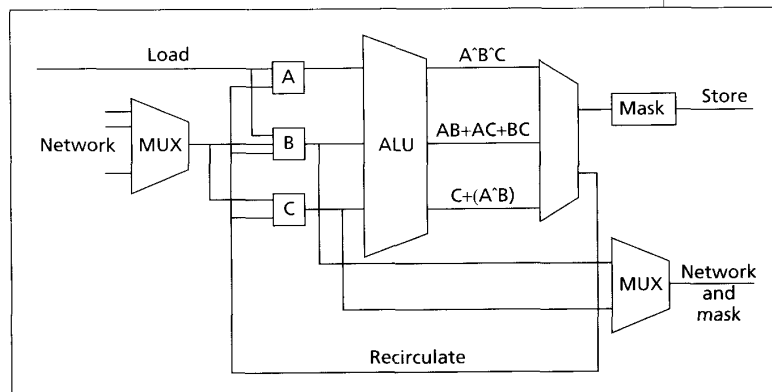 Load
A
A^B^C
Mask
Store
Network
MUX
B
ALU
AB+AC+BC
C
C+(A^B)
MUX
Network
and
mask
Recirculate